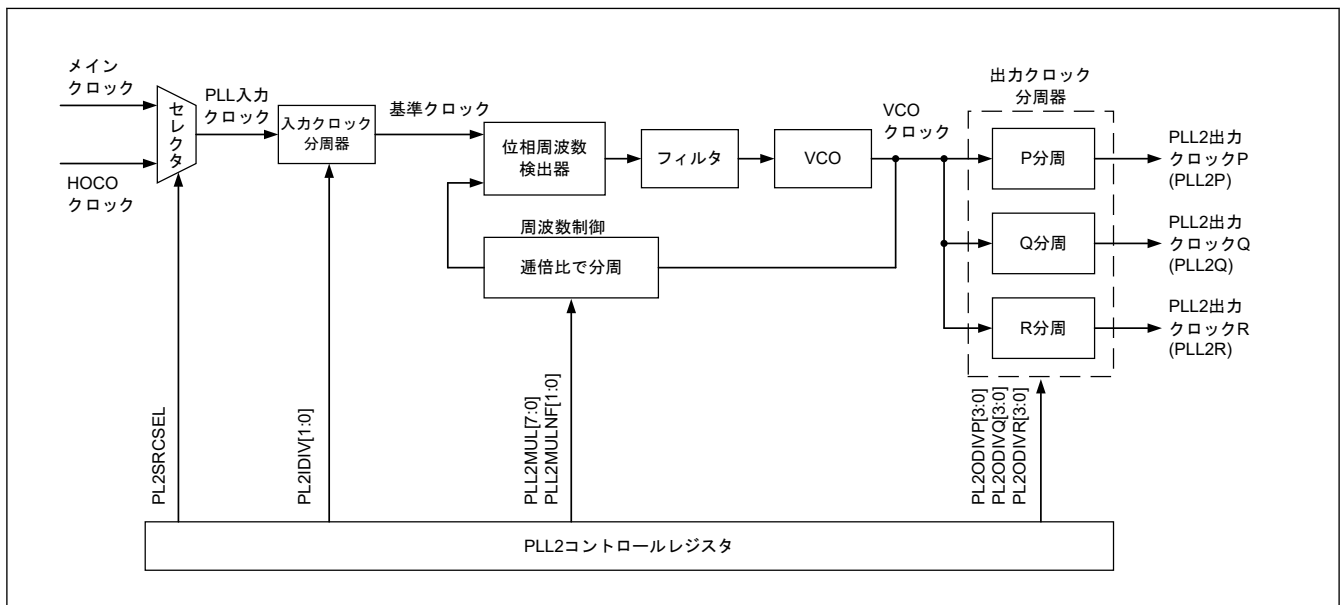 メイン
クロック
HOCO
クロック
セレクタ
PLL入力
クロック
入力クロック
分周器
基準クロック
位相周波数
検出器
フィルタ
VCO
VCO
クロック
周波数制御
逓倍比で分周
出力クロック
分周器
P分周
Q分周
R分周
PLL2出力
クロックP
(PLL2P)
PLL2出力
クロックQ
(PLL2Q)
PLL2出力
クロックR
(PLL2R)
PL2SRCSEL
PL2IDIV[1:0]
PLL2MUL[7:0]
PLL2MULNF[1:0]
PL2ODIVP[3:0]
PL2ODIVQ[3:0]
PL2ODIVR[3:0]
PLL2コントロールレジスタ